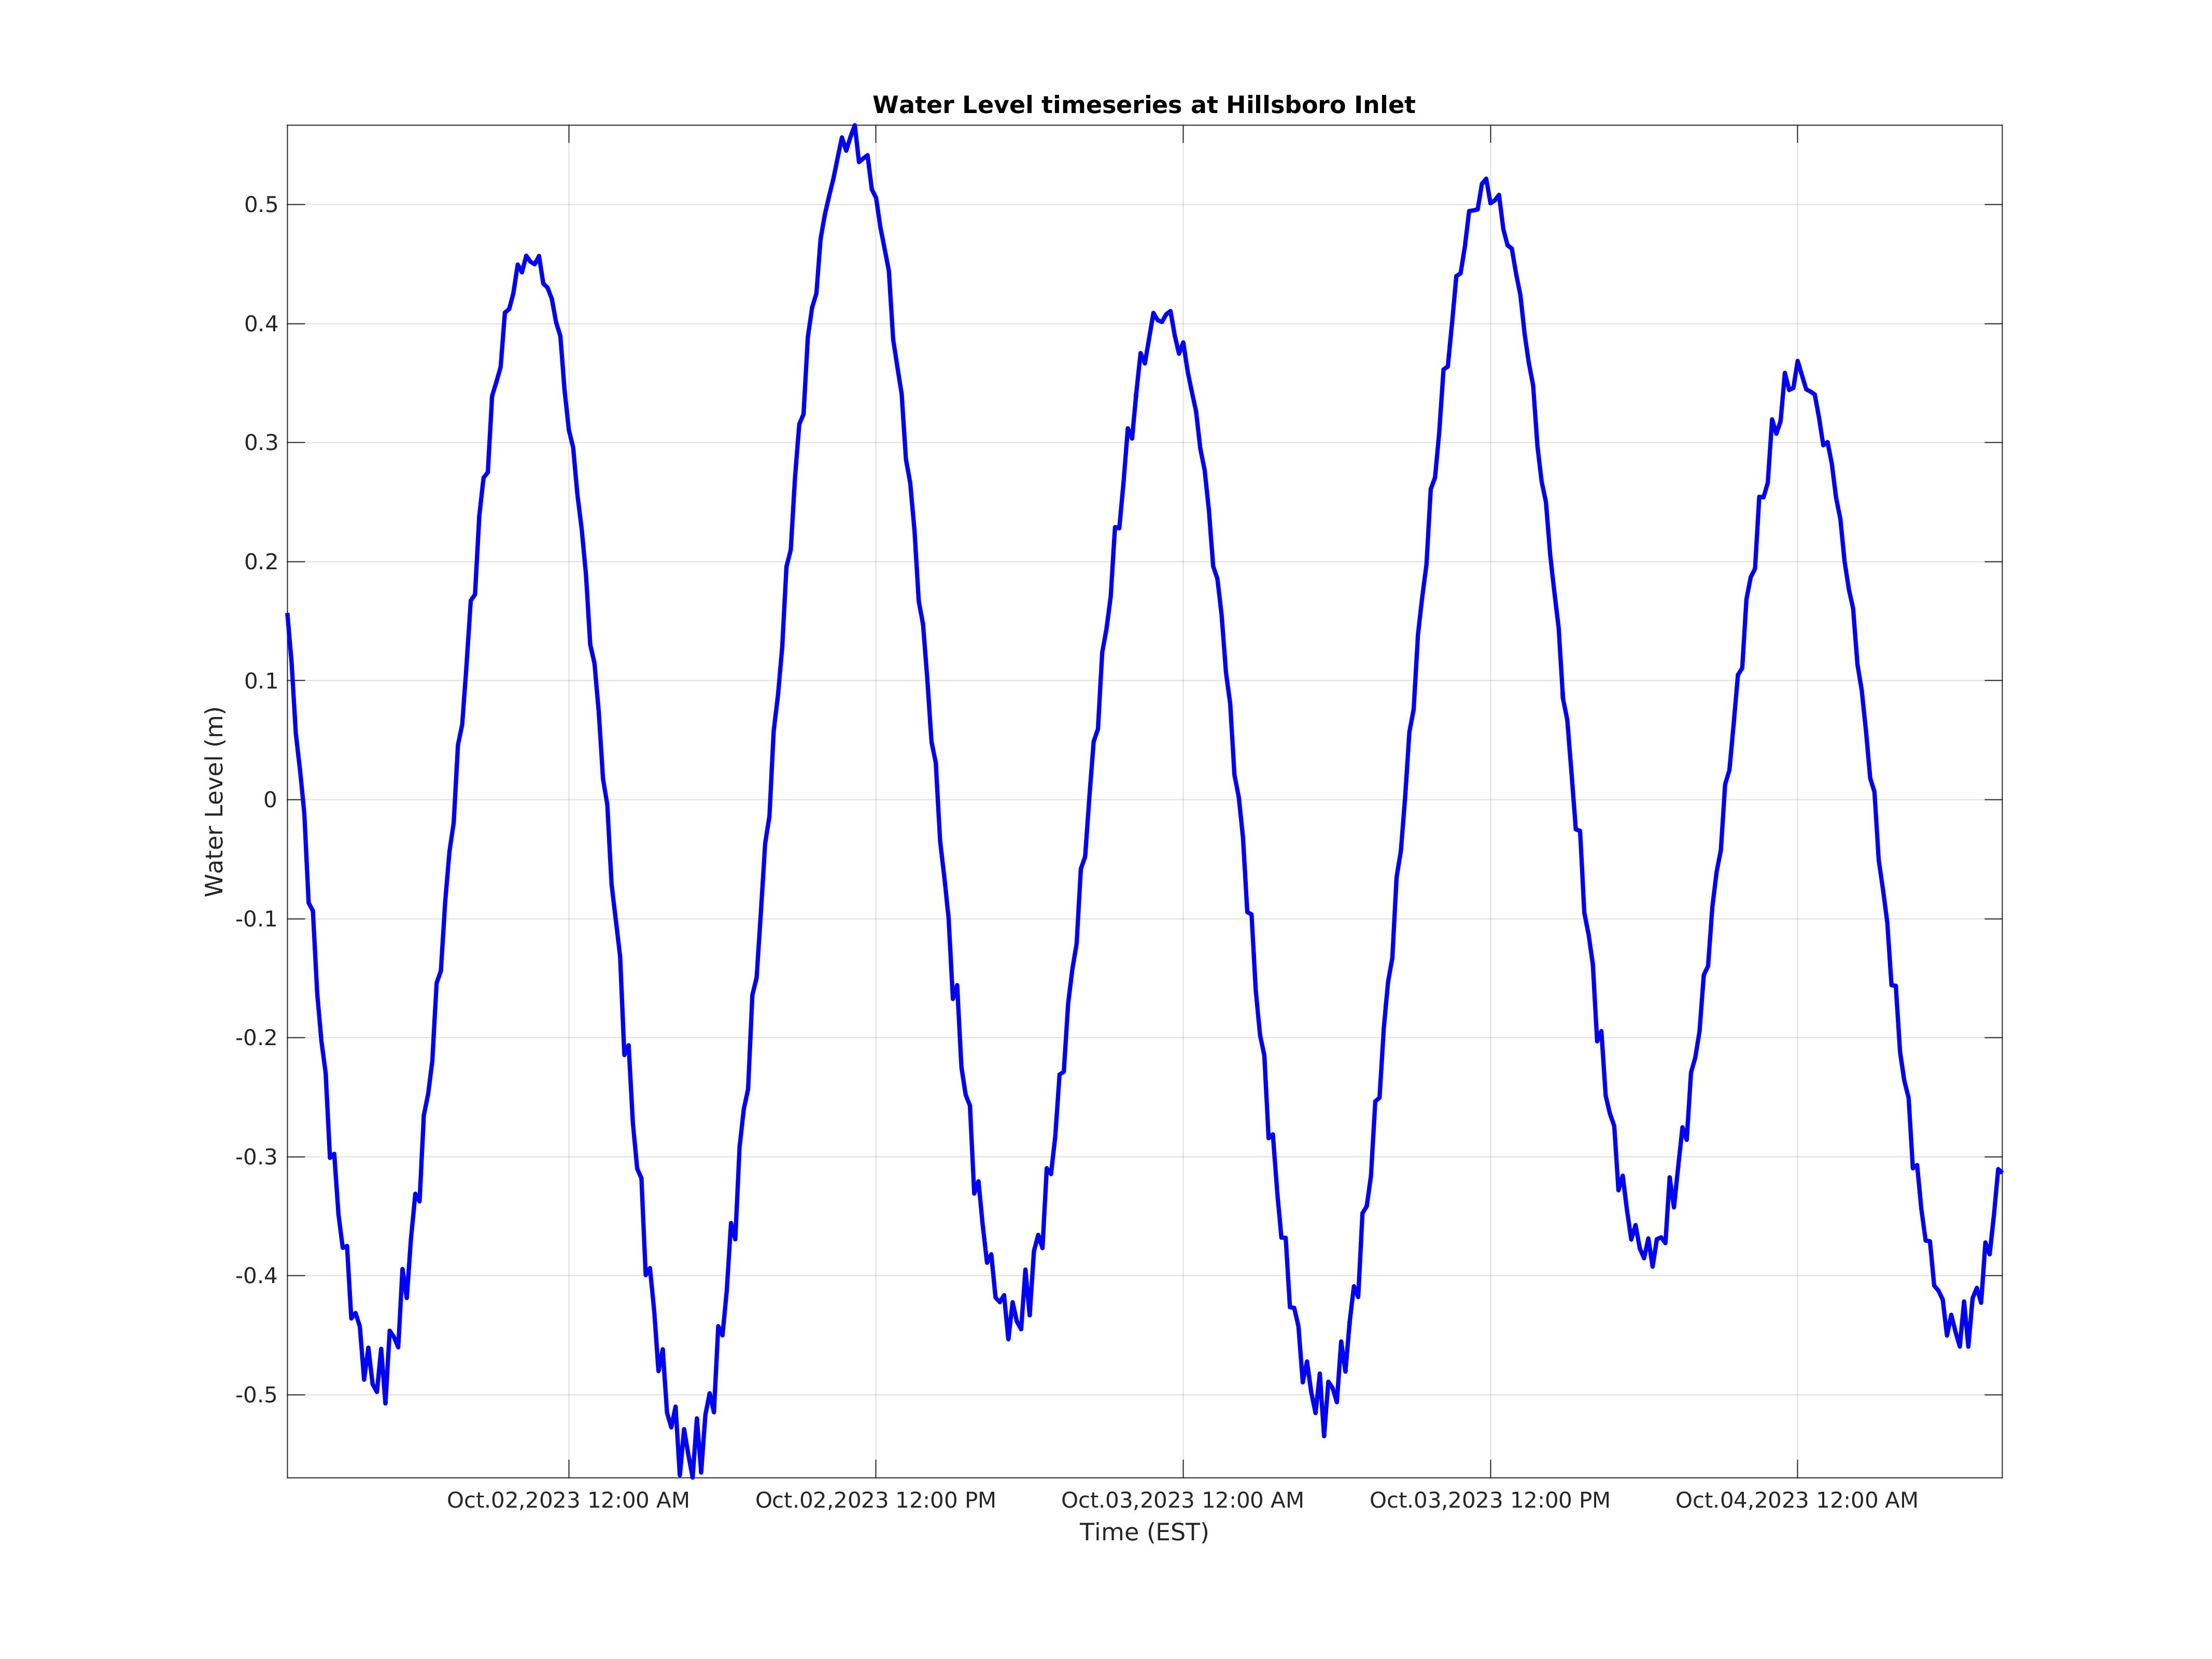 Water Level timeseries at Hillsboro Inlet
0.5
0.4
0.3
0.2
0.1
0
-0.1
-0.2
-0.3
-0.4
-0.5
Water Level (m)
Oct.02,2023 12:00 AM
Oct.02,2023 12:00 PM
Oct.03,2023 12:00 AM
Oct.03,2023 12:00 PM
Oct.04,2023 12:00 AM
Time (EST)